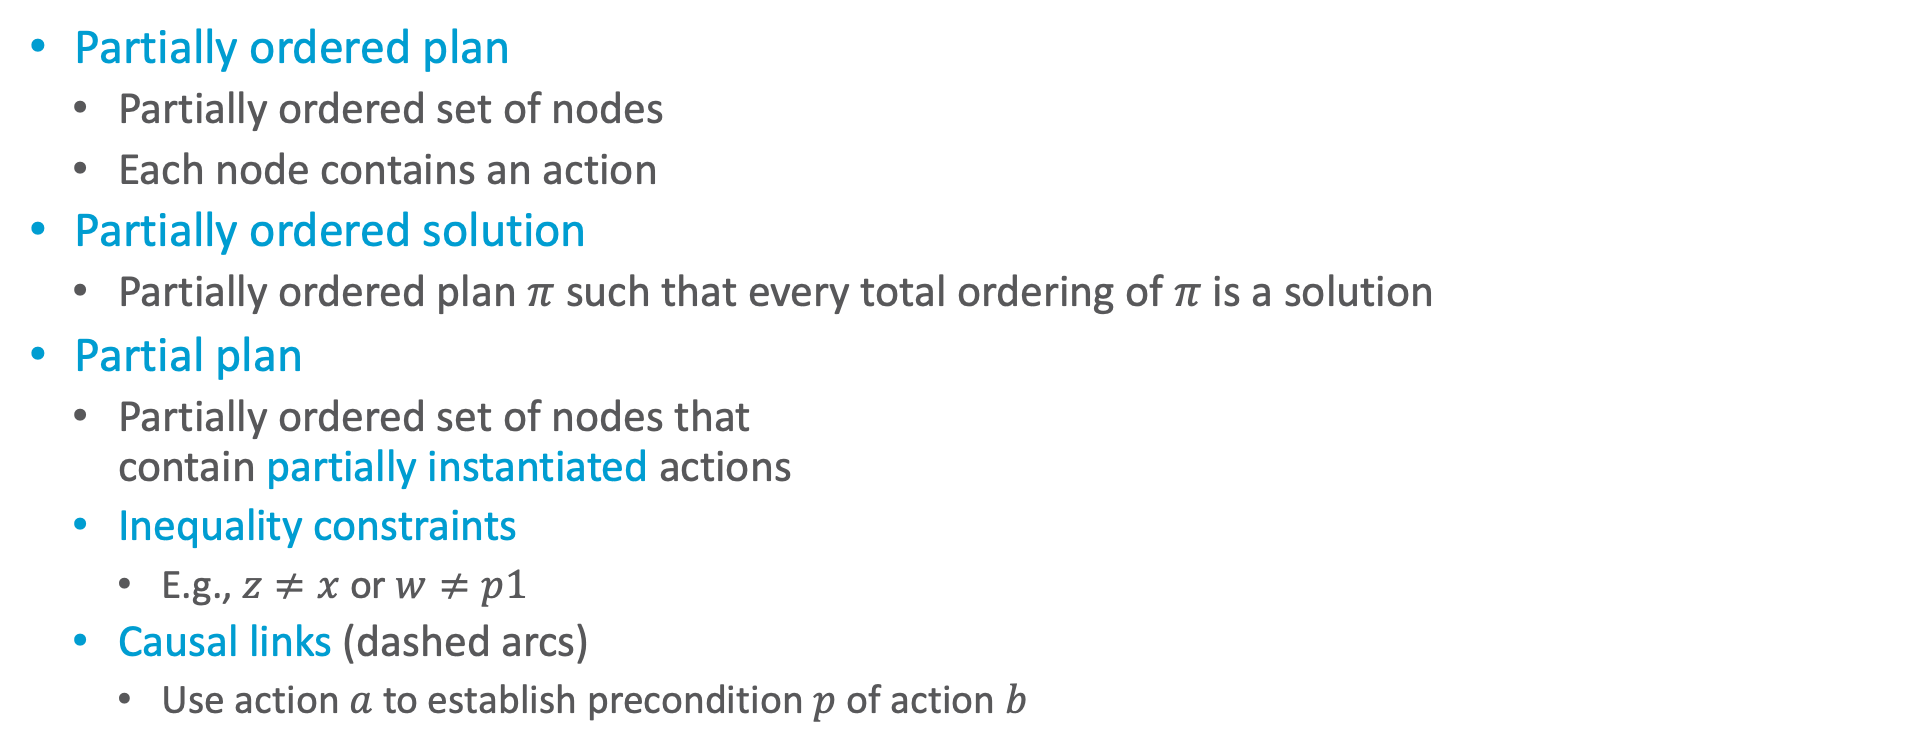 • Partially ordered plan
• Partially ordered set of nodes
• Each node contains an action
• Partially ordered solution
• Partially ordered plan π such that every total ordering of π is a solution
• Partial plan
• Partially ordered set of nodes that
contain partially instantiated actions
• Inequality constraints
• E.g., z ≠ x or w ≠ p1
• Causal links (dashed arcs)
• Use action a to establish precondition p of action b